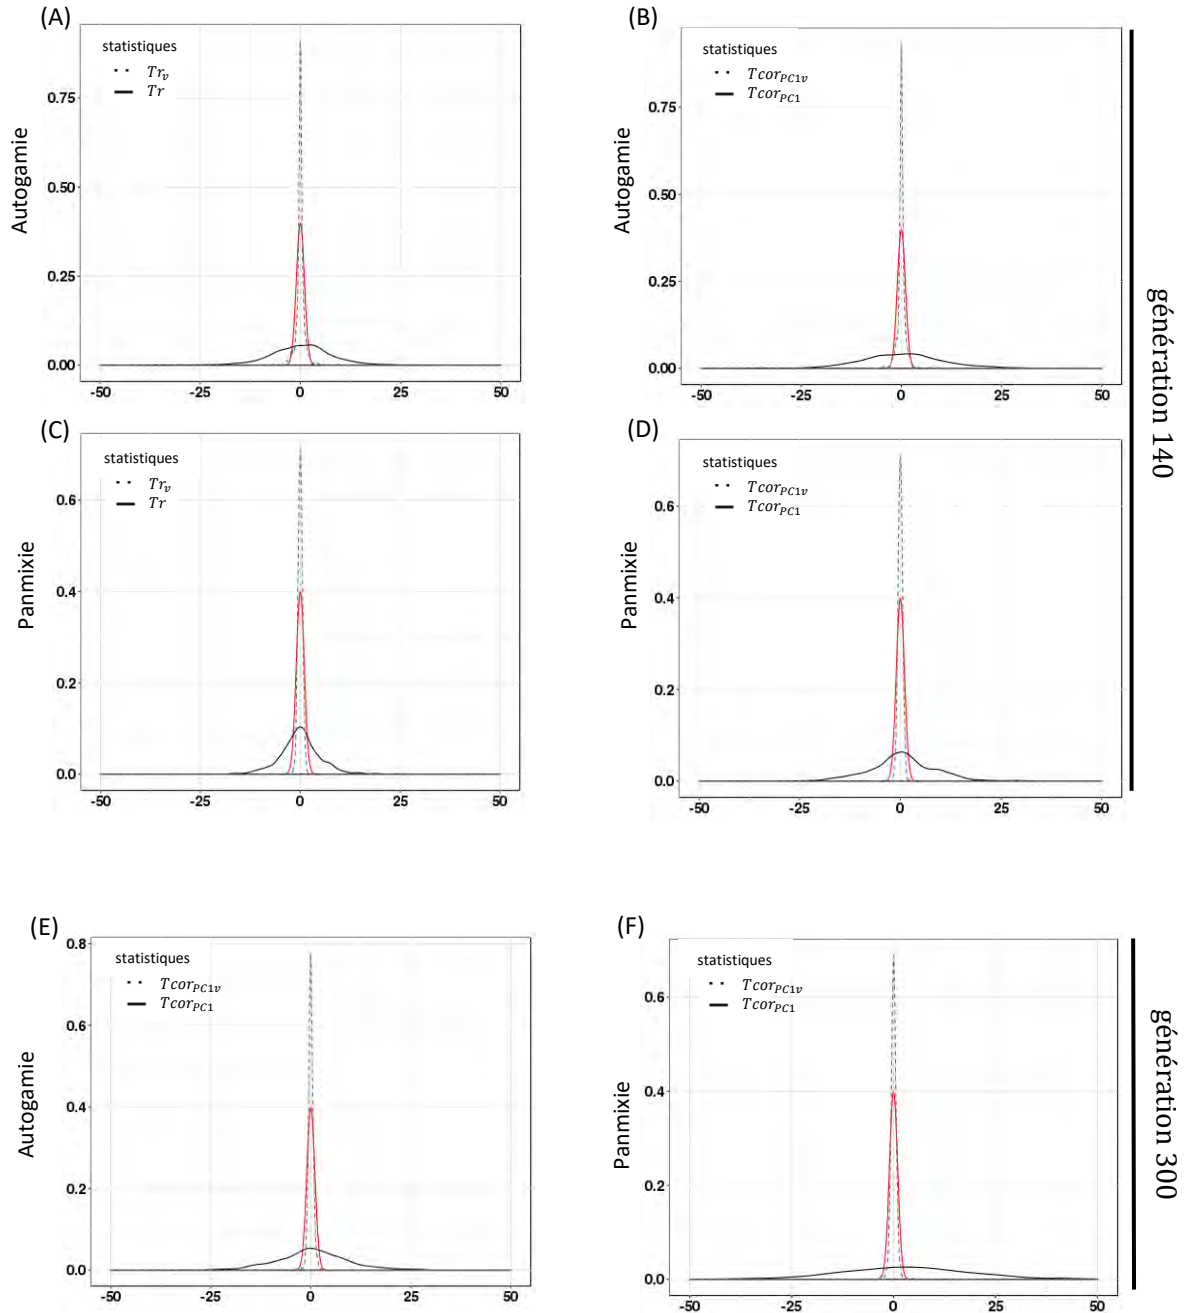 (A)
statistiques
Tr_v
Tr
0.75
0.50
0.25
0.00
-50
-25
0
25
50
Autogamie
(B)
statistiques
Tcor_PC1v
Tcor_PC1
0.75
0.50
0.25
0.00
-50
-25
0
25
50
Autogamie
(C)
statistiques
Tr_v
Tr
0.6
0.4
0.2
0.0
-50
-25
0
25
50
Panmixie
(D)
statistiques
Tcor_PC1v
Tcor_PC1
0.6
0.4
0.2
0.0
-50
-25
0
25
50
Panmixie
génération 140
(E)
statistiques
Tcor_PC1v
Tcor_PC1
0.8
0.6
0.4
0.2
0.0
-50
-25
0
25
50
Autogamie
(F)
statistiques
Tcor_PC1v
Tcor_PC1
0.6
0.4
0.2
0.0
-50
-25
0
25
50
Panmixie
génération 300